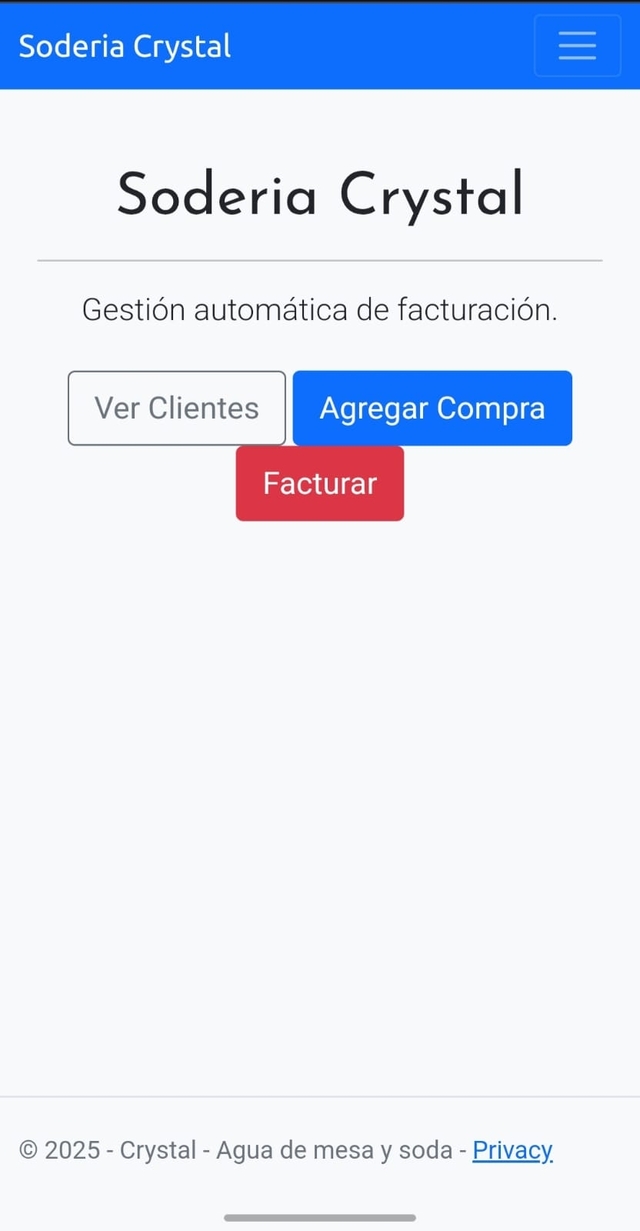 Soderia Crystal
Soderia Crystal
Gestión automática de facturación.
Ver Clientes Agregar Compra
Facturar
© 2025 - Crystal - Agua de mesa y soda - Privacy